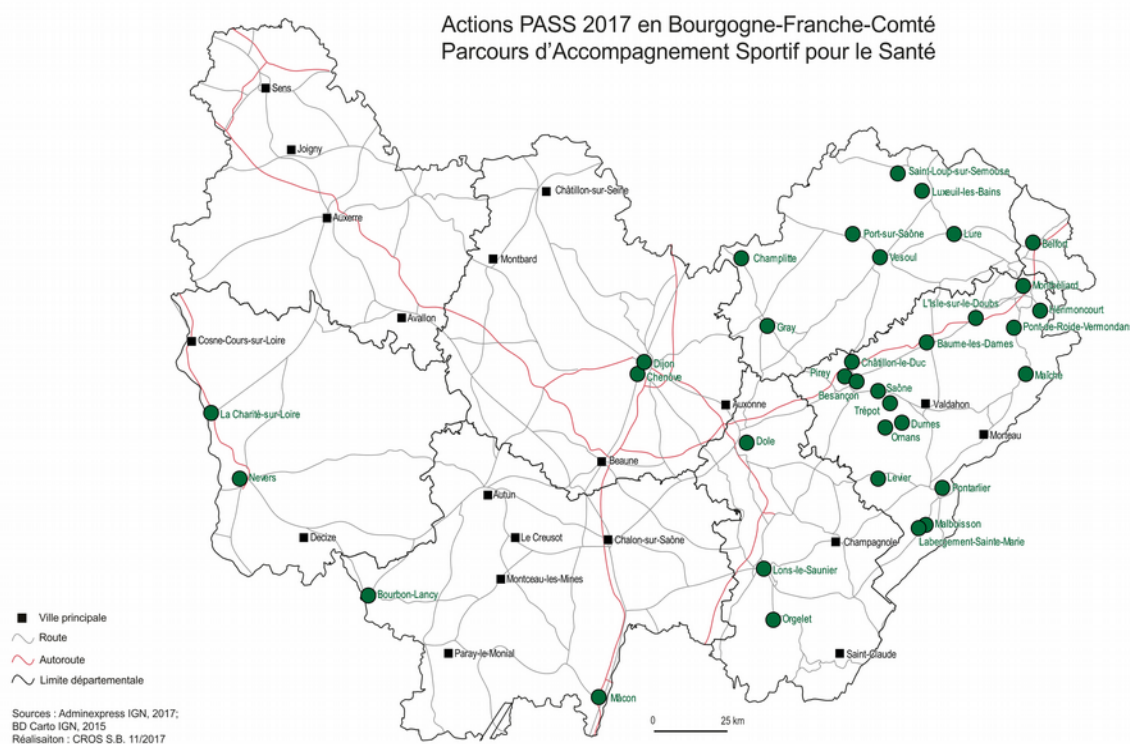 Actions PASS 2017 en Bourgogne-Franche-Comté
Parcours d'Accompagnement Sportif pour le Santé
Sens
Joigny
Auxerre
Avallon
Châtillon-sur-Seine
Montbard
Saint-Loup-sur-Semouse
Luxeuil-les-Bains
Port-sur-Saône
Lure
Belfort
Champlitte
Vesoul
Montbéliard
L'Isle-sur-le-Doubs
Hérimoncourt
Pont-de-Roide-Vermondan
Gray
Baume-les-Dames
Cosne-Cours-sur-Loire
Dijon
Chenôve
Châtillon-le-Duc
Pirey
Besançon
Maîche
Saône
Trépot
Valdahon
Auxonne
La Charité-sur-Loire
Durnes
Ornans
Morteau
Dole
Beaune
Nevers
Levier
Pontarlier
Autun
Malboisson
Labergement-Sainte-Marie
Decize
Le Creusot
Chalon-sur-Saône
Champagnole
Montceau-les-Mines
Lons-le-Saunier
Bourbon-Lancy
Orgelet
Paray-le-Monial
Saint-Claude
Mâcon
Ville principale
Route
Autoroute
Limite départementale
Sources : Adminexpress IGN, 2017;
BD Carto IGN, 2015
Réalisaiton : CROS S.B. 11/2017
0 25 km